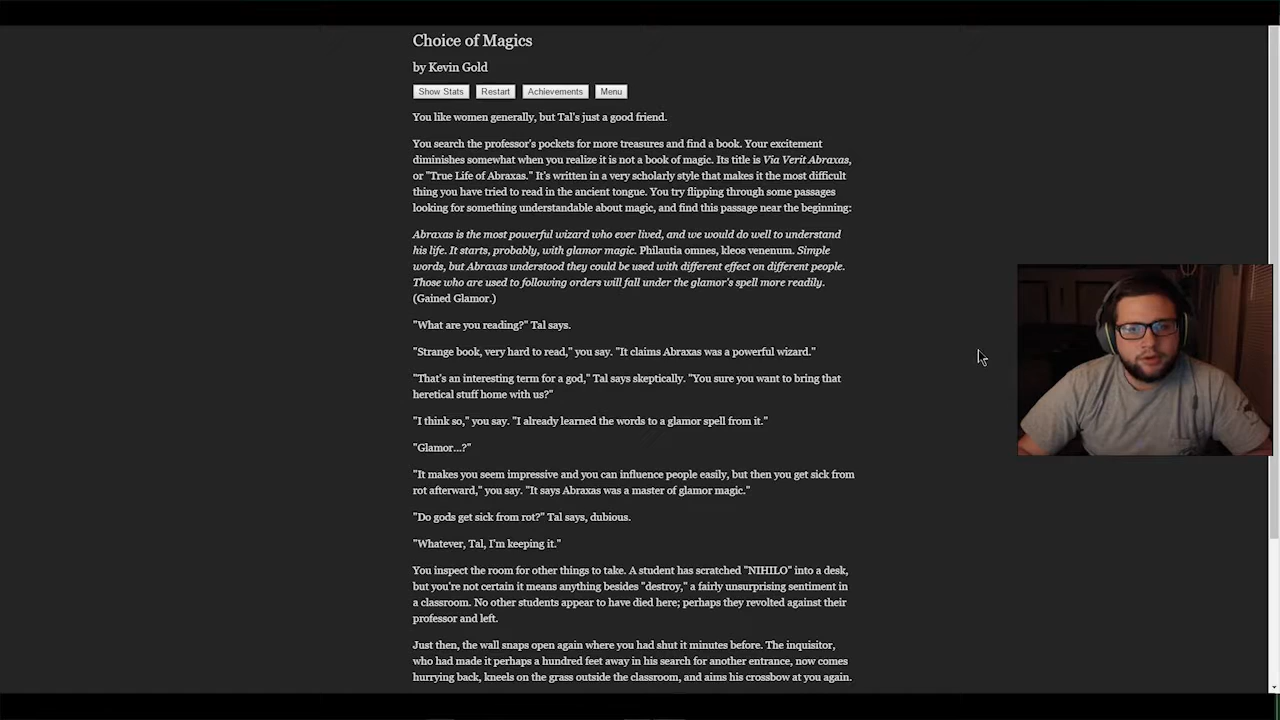 Choice of Magics
by Kevin Gold
Show Stats Restart Achievements Menu
You like women generally, but Tal's just a good friend.
You search the professor's pockets for more treasures and find a book. Your excitement
diminishes somewhat when you realize it is not a book of magic. Its title is Via Verit Abraxas,
or "True Life of Abraxas." It's written in a very scholarly style that makes it the most difficult
thing you have tried to read in the ancient tongue. You try flipping through some passages
looking for something understandable about magic, and find this passage near the beginning:
Abraxas is the most powerful wizard who ever lived, and we would do well to understand
his life. It starts, probably, with glamor magic. Philautia omnes, kleos venenum. Simple
words, but Abraxas understood they could be used with different effect on different people.
Those who are used to following orders will fall under the glamor's spell more readily.
(Gained Glamor.)
"What are you reading?" Tal says.
"Strange book, very hard to read," you say. "It claims Abraxas was a powerful wizard."
"That's an interesting term for a god," Tal says skeptically. "You sure you want to bring that
heretical stuff home with us?"
"I think so," you say. "I already learned the words to a glamor spell from it."
"Glamor...?"
"It makes you seem impressive and you can influence people easily, but then you get sick from
rot afterward," you say. "It says Abraxas was a master of glamor magic."
"Do gods get sick from rot?" Tal says, dubious.
"Whatever, Tal, I'm keeping it."
You inspect the room for other things to take. A student has scratched "NIHILO" into a desk,
but you're not certain it means anything besides "destroy," a fairly unsurprising sentiment in
a classroom. No other students appear to have died here; perhaps they revolted against their
professor and left.
Just then, the wall snaps open again where you had shut it minutes before. The inquisitor,
who had made it perhaps a hundred feet away in his search for another entrance, now comes
hurrying back, kneels on the grass outside the classroom, and aims his crossbow at you again.